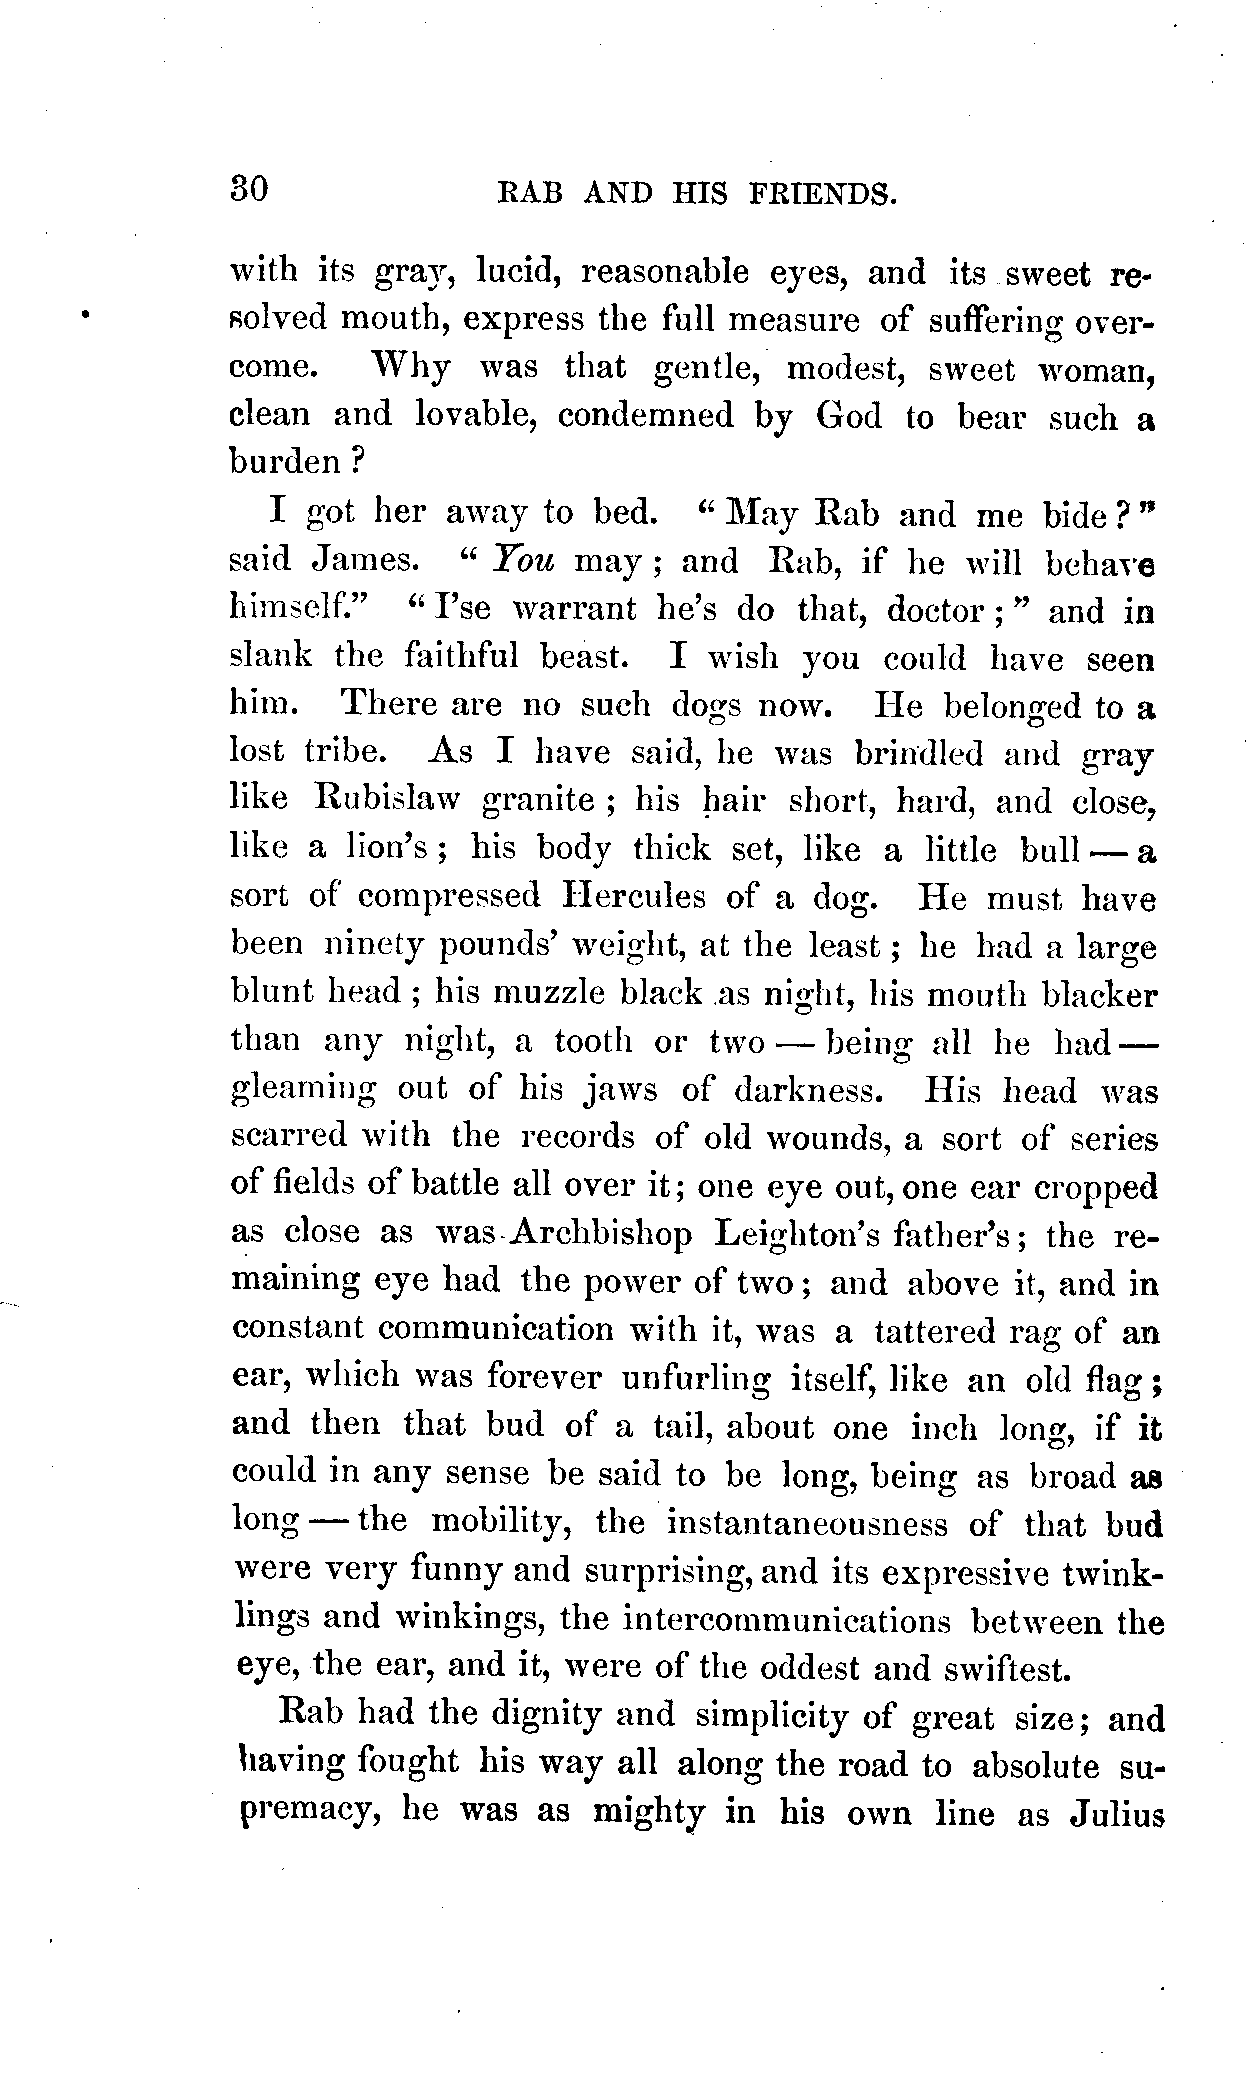 30 RAB AND HIS FRIENDS.
with its gray, lucid, reasonable eyes, and its sweet re-
solved mouth, express the full measure of suffering over-
come. Why was that gentle, modest, sweet woman,
clean and lovable, condemned by God to bear such a
burden ?
I got her away to bed. “ May Rab and me bide ? ”
said James. “ You may ; and Rab, if he will behave
himself.” “ I’se warrant he’s do that, doctor ; ” and in
slank the faithful beast. I wish you could have seen
him. There are no such dogs now. He belonged to a
lost tribe. As I have said, he was brindled and gray
like Rubislaw granite ; his hair short, hard, and close,
like a lion’s ; his body thick set, like a little bull — a
sort of compressed Hercules of a dog. He must have
been ninety pounds’ weight, at the least ; he had a large
blunt head ; his muzzle black as night, his mouth blacker
than any night, a tooth or two — being all he had —
gleaming out of his jaws of darkness. His head was
scarred with the records of old wounds, a sort of series
of fields of battle all over it; one eye out, one ear cropped
as close as was Archbishop Leighton’s father’s ; the re-
maining eye had the power of two ; and above it, and in
constant communication with it, was a tattered rag of an
ear, which was forever unfurling itself, like an old flag ;
and then that bud of a tail, about one inch long, if it
could in any sense be said to be long, being as broad as
long — the mobility, the instantaneousness of that bud
were very funny and surprising, and its expressive twink-
lings and winkings, the intercommunications between the
eye, the ear, and it, were of the oddest and swiftest.
Rab had the dignity and simplicity of great size; and
having fought his way all along the road to absolute su-
premacy, he was as mighty in his own line as Julius